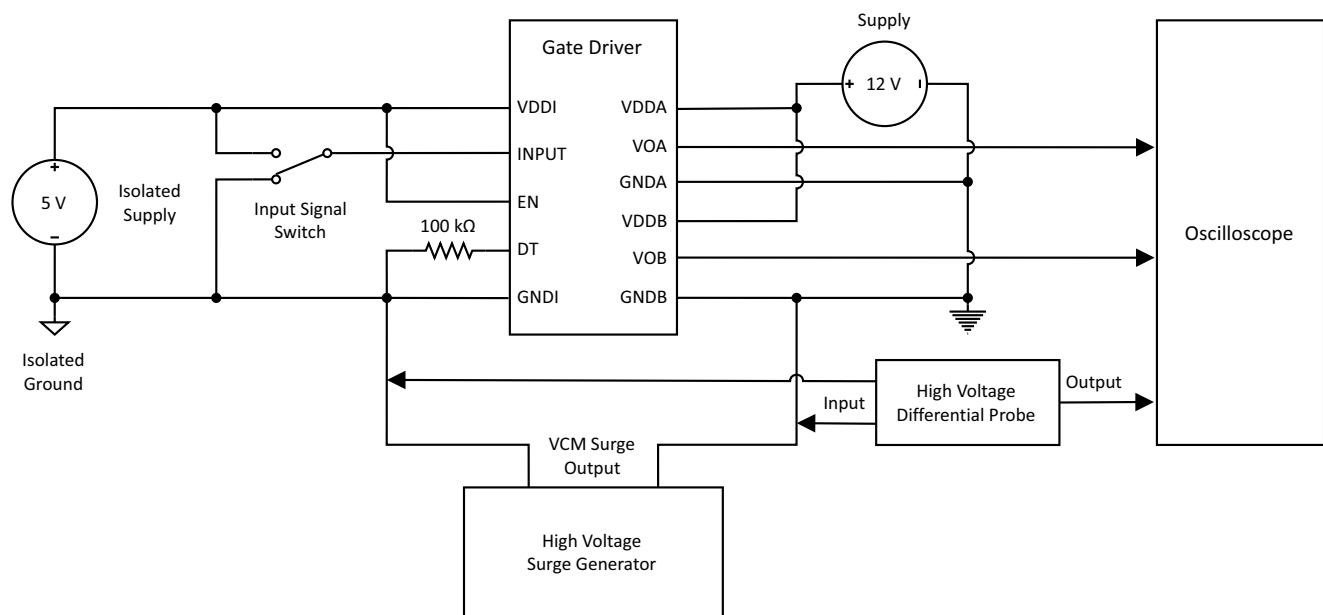 Supply
Gate Driver
+
12 V
–
VDDI
VDDA
VOA
INPUT
+
5 V
–
Isolated
Supply
GNDA
EN
Input Signal
Switch
VDDB
100 kΩ
DT
VOB
Oscilloscope
GNDI
GNDB
Isolated
Ground
High Voltage
Differential Probe
Output
Input
VCM Surge
Output
High Voltage
Surge Generator